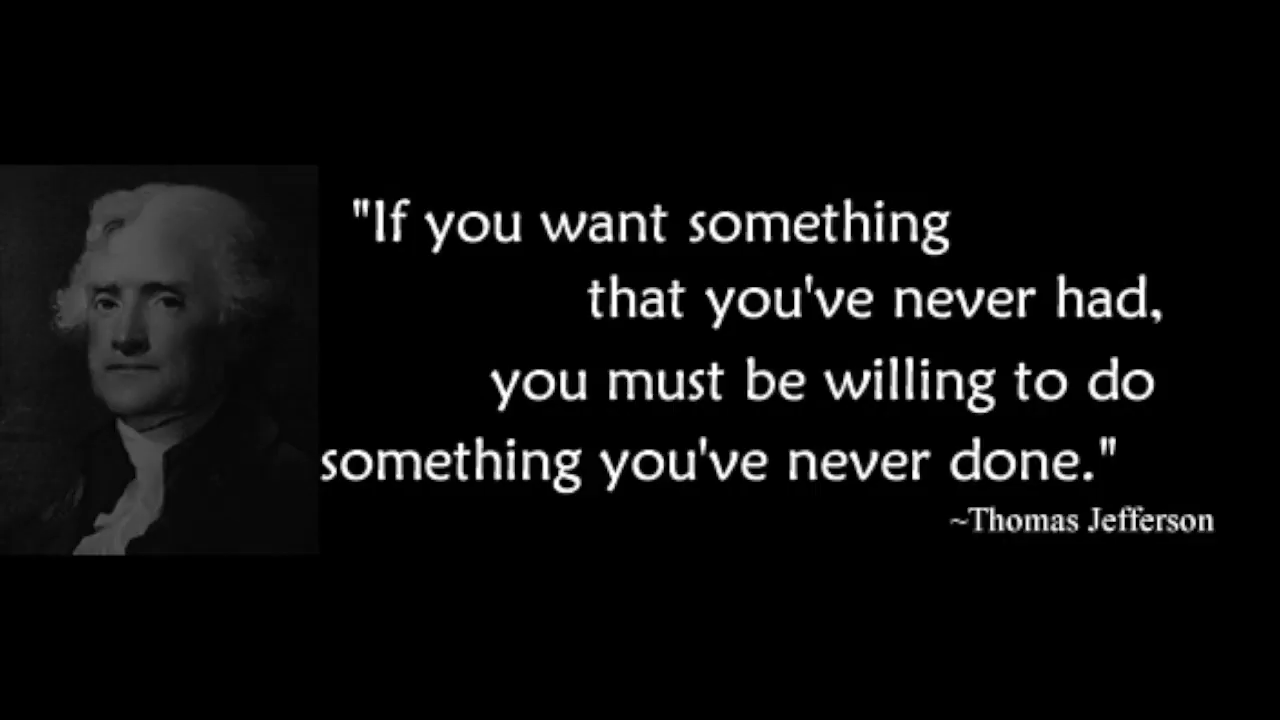 "If you want something
that you've never had,
you must be willing to do
something you've never done."
~Thomas Jefferson